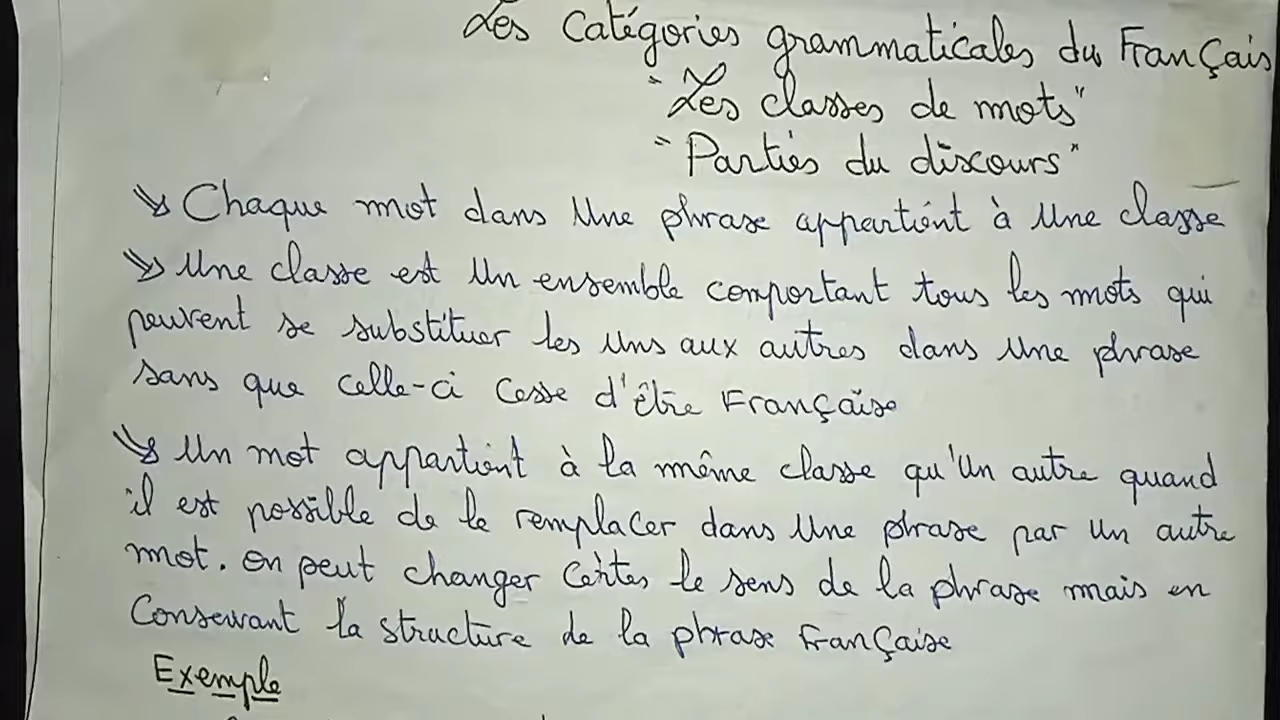 Les Catégories grammaticales du Français
"Les classes de mots"
"Parties du discours"
Chaque mot dans Une phrase appartient à Une classe
Une classe est Un ensemble comportant tous les mots qui
peuvent se substituer les Uns aux autres dans Une phrase
sans que celle-ci cesse d'être Française
Un mot appartient à la même classe qu'Un autre quand
il est possible de le remplacer dans Une phrase par Un autre
mot. On peut changer Certes le sens de la phrase mais en
Conservant la structure de la phrase Française
Exemple